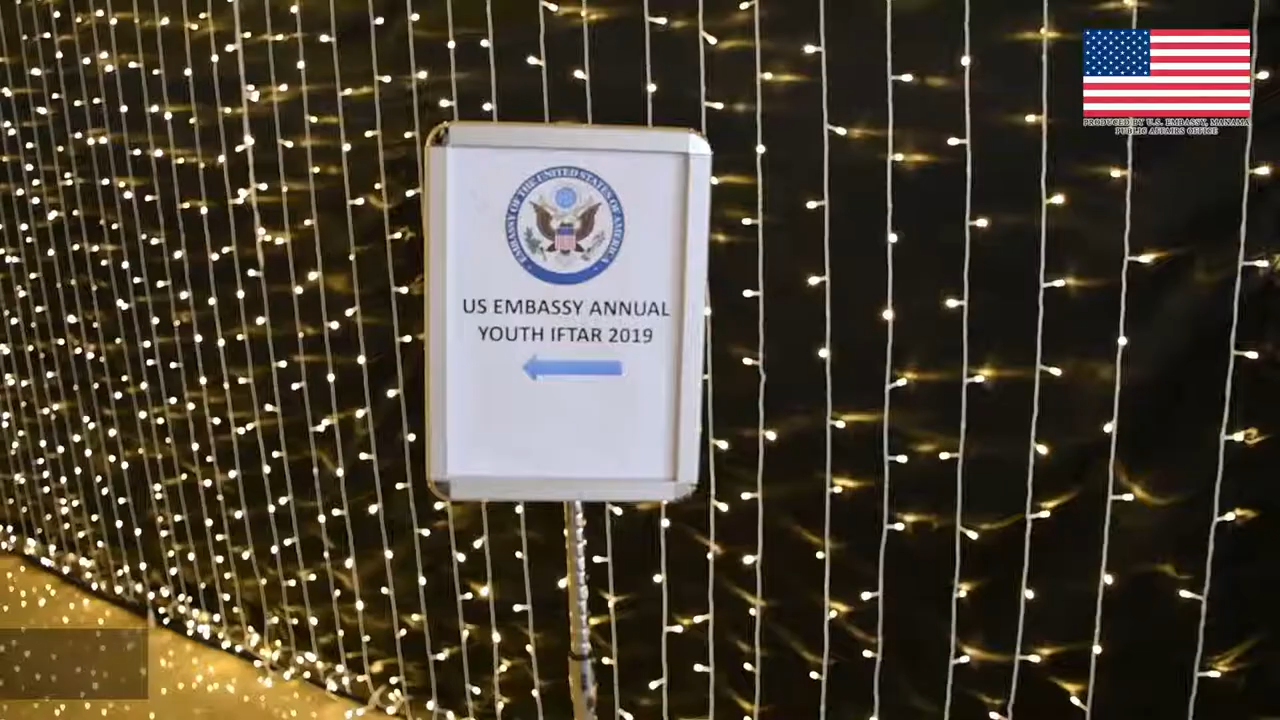 EMBASSY OF THE UNITED STATES OF AMERICA
US EMBASSY ANNUAL
YOUTH IFTAR 2019
PRODUCED BY U.S. EMBASSY, MANAMA
PUBLIC AFFAIRS OFFICE